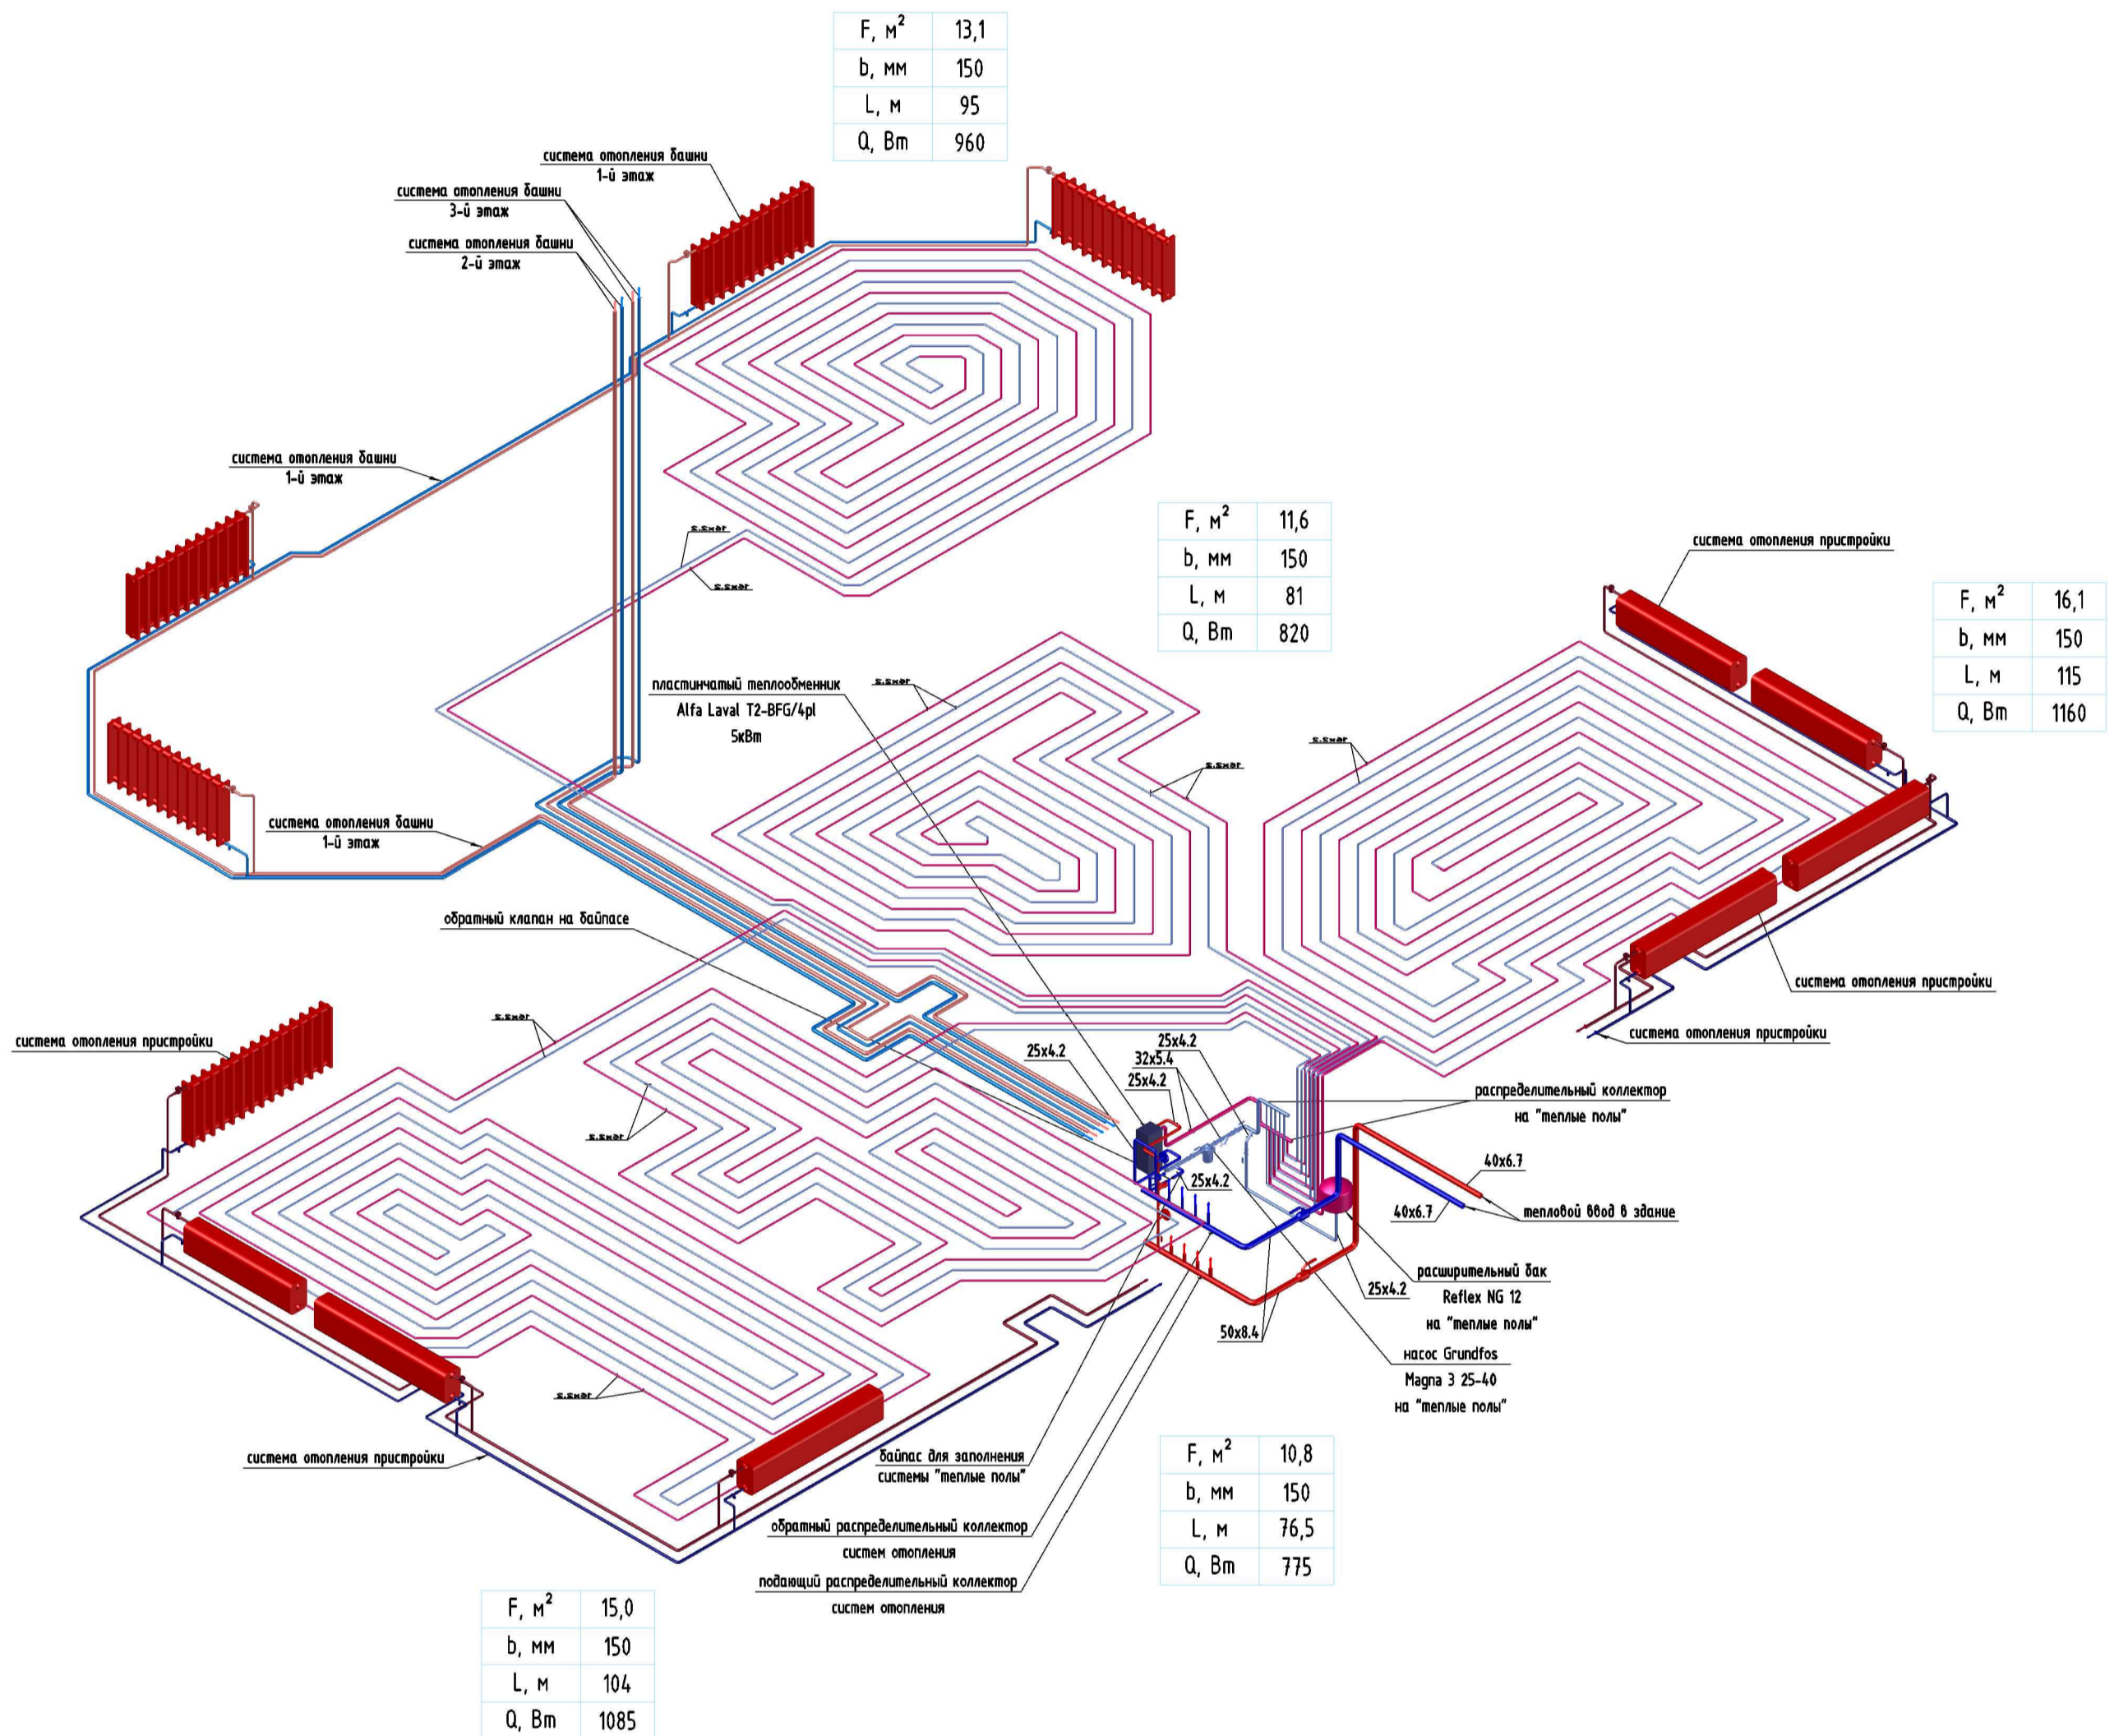 F, м² 13,1
b, мм 150
L, м 95
Q, Вт 960
система отопления башни
1-й этаж
система отопления башни
3-й этаж
система отопления башни
2-й этаж
система отопления башни
1-й этаж
F, м² 11,6
b, мм 150
L, м 81
Q, Вт 820
система отопления пристройки
F, м² 16,1
b, мм 150
L, м 115
Q, Вт 1160
пластинчатый теплообменник
Alfa Laval T2-BFG/4pl
5кВт
система отопления башни
1-й этаж
обратный клапан на байпасе
система отопления пристройки
система отопления пристройки
система отопления пристройки
25x4.2
32x5.4
25x4.2
25x4.2
распределительный коллектор
на "теплые полы"
25x4.2
40x6.7
40x6.7
тепловой ввод в здание
расширительный бак
Reflex NG 12
на "теплые полы"
25x4.2
50x8.4
насос Grundfos
Magna 3 25-40
на "теплые полы"
система отопления пристройки
байпас для заполнения
системы "теплые полы"
F, м² 10,8
b, мм 150
L, м 76,5
Q, Вт 775
обратный распределительный коллектор
систем отопления
подающий распределительный коллектор
систем отопления
F, м² 15,0
b, мм 150
L, м 104
Q, Вт 1085